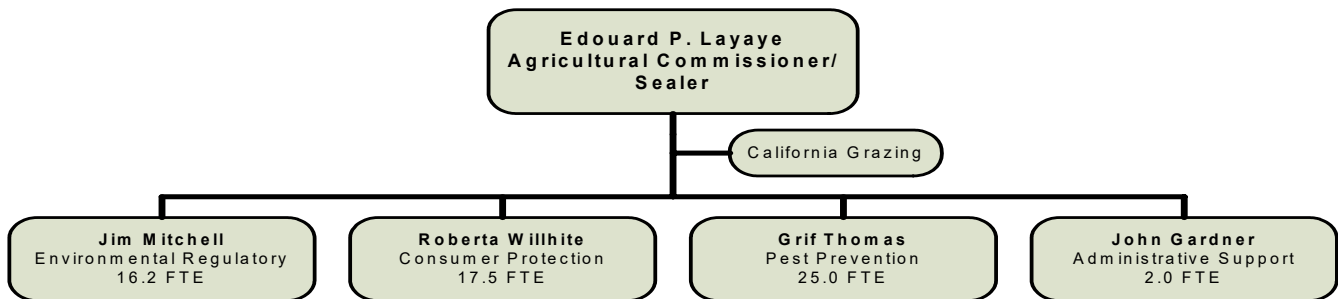 Edouard P. Layaye
Agricultural Commissioner/
Sealer
California Grazing
Jim Mitchell
Environmental Regulatory
16.2 FTE
Roberta Willhite
Consumer Protection
17.5 FTE
Grif Thomas
Pest Prevention
25.0 FTE
John Gardner
Administrative Support
2.0 FTE